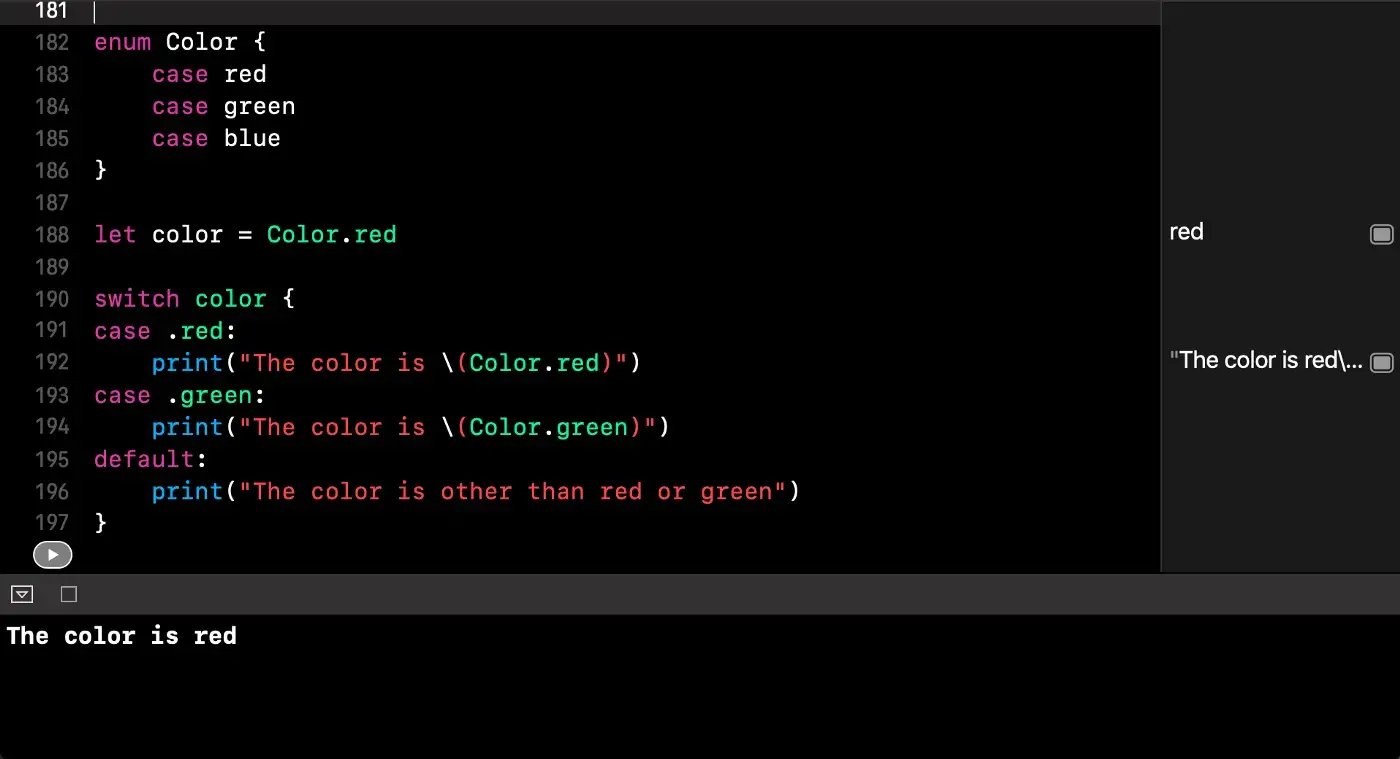 181
182 enum Color {
183     case red
184     case green
185     case blue
186 }
187
188 let color = Color.red
red
189
190 switch color {
191 case .red:
192     print("The color is \(Color.red)")
"The color is red\...
193 case .green:
194     print("The color is \(Color.green)")
195 default:
196     print("The color is other than red or green")
197 }
The color is red